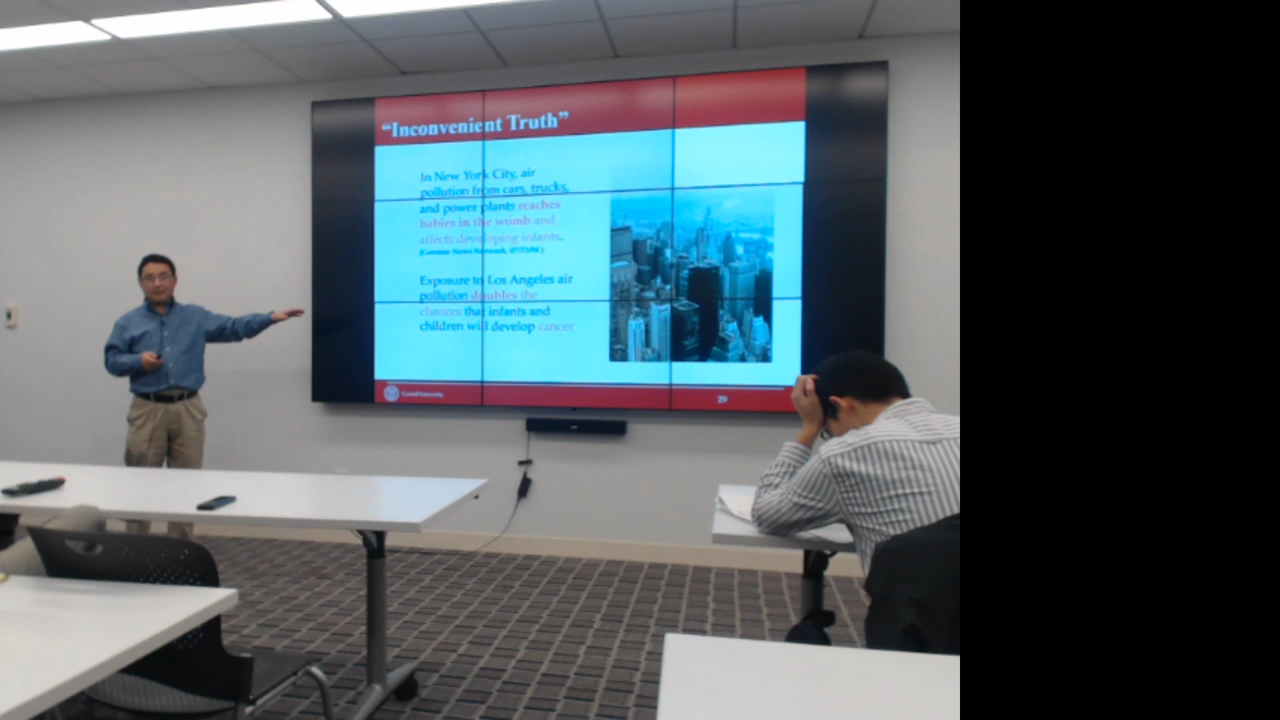 “Inconvenient Truth”
In New York City, air
pollution from cars, trucks,
and power plants reaches
babies in the womb and
affects developing infants.
Exposure to Los Angeles air
pollution doubles the
chances that infants and
children will develop cancer
Cornell University
29